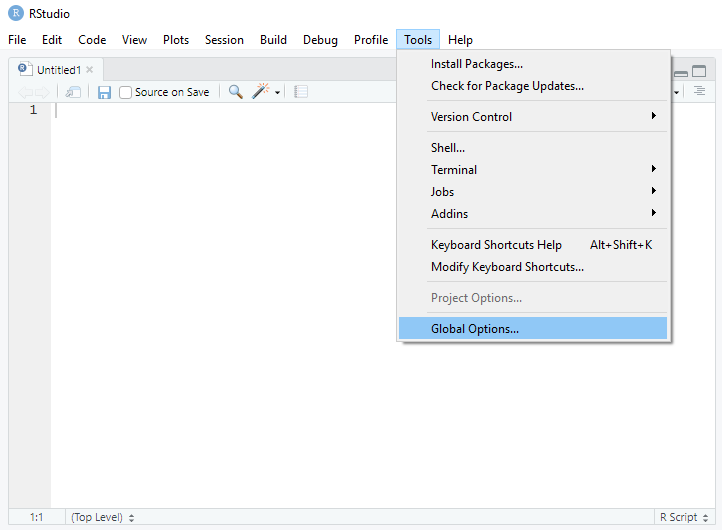 R RStudio
File Edit Code View Plots Session Build Debug Profile Tools Help
R Untitled1
Source on Save
1
Install Packages...
Check for Package Updates...
Version Control
Shell...
Terminal
Jobs
Addins
Keyboard Shortcuts Help Alt+Shift+K
Modify Keyboard Shortcuts...
Project Options...
Global Options...
1:1 (Top Level) R Script